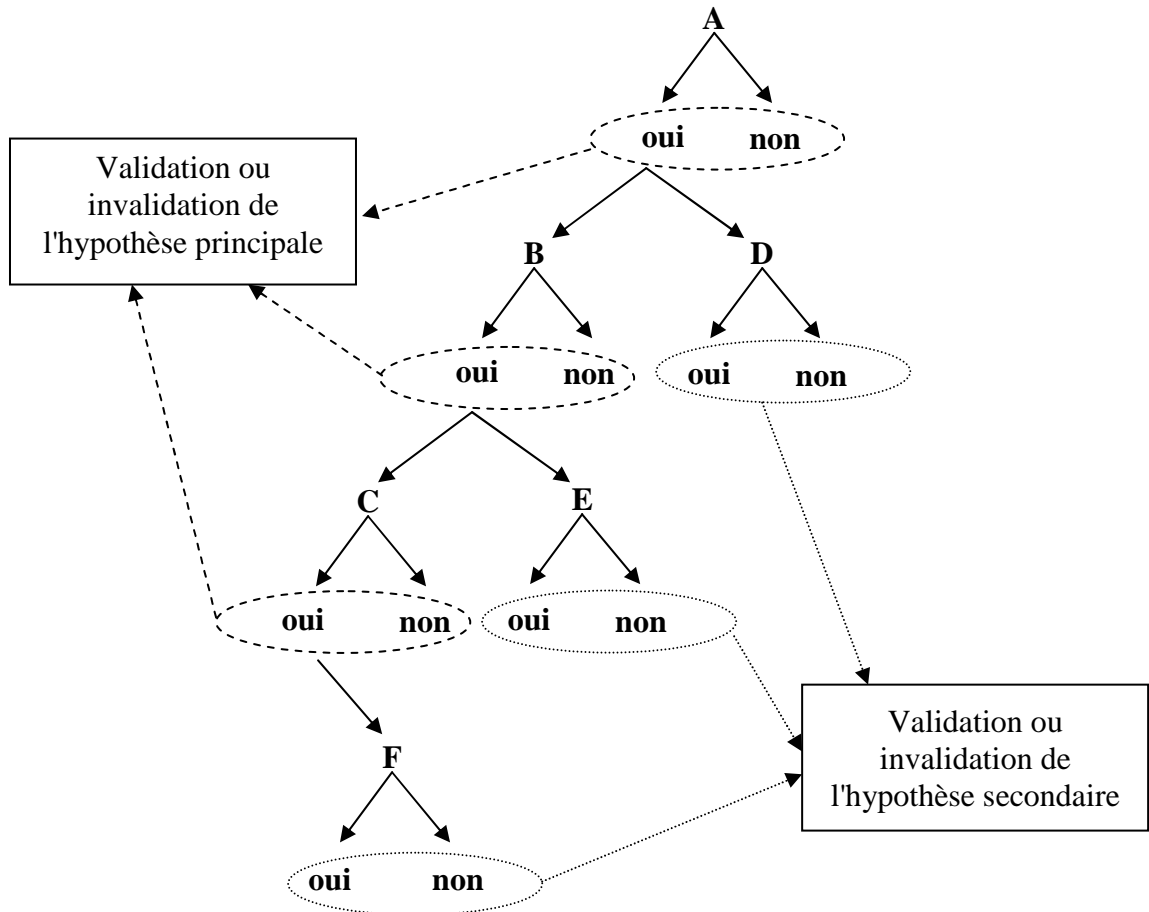 A
oui non
Validation ou
invalidation de
l'hypothèse principale
B D
oui non oui non
C E
oui non oui non
F
Validation ou
invalidation de
l'hypothèse secondaire
oui non